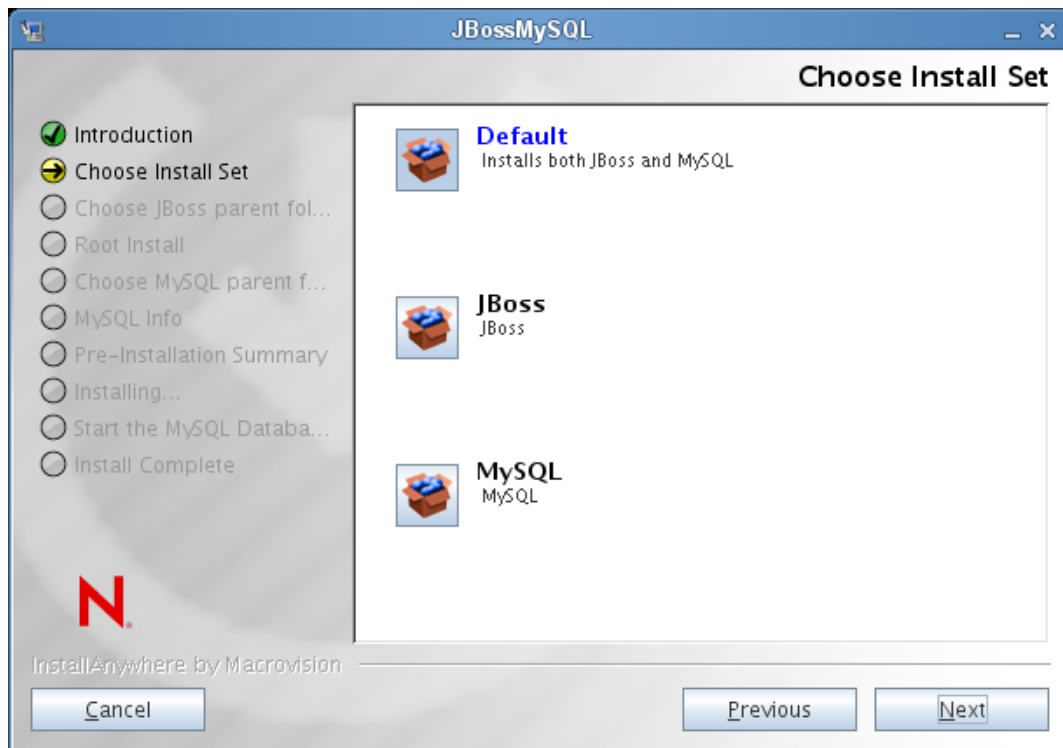 JBossMySQL
Choose Install Set
Introduction
Choose Install Set
Choose JBoss parent fol...
Root Install
Choose MySQL parent f...
MySQL Info
Pre-Installation Summary
Installing...
Start the MySQL Databa...
Install Complete
Default
Installs both JBoss and MySQL
JBoss
JBoss
MySQL
MySQL
N
InstallAnywhere by Macrovision
Cancel
Previous
Next